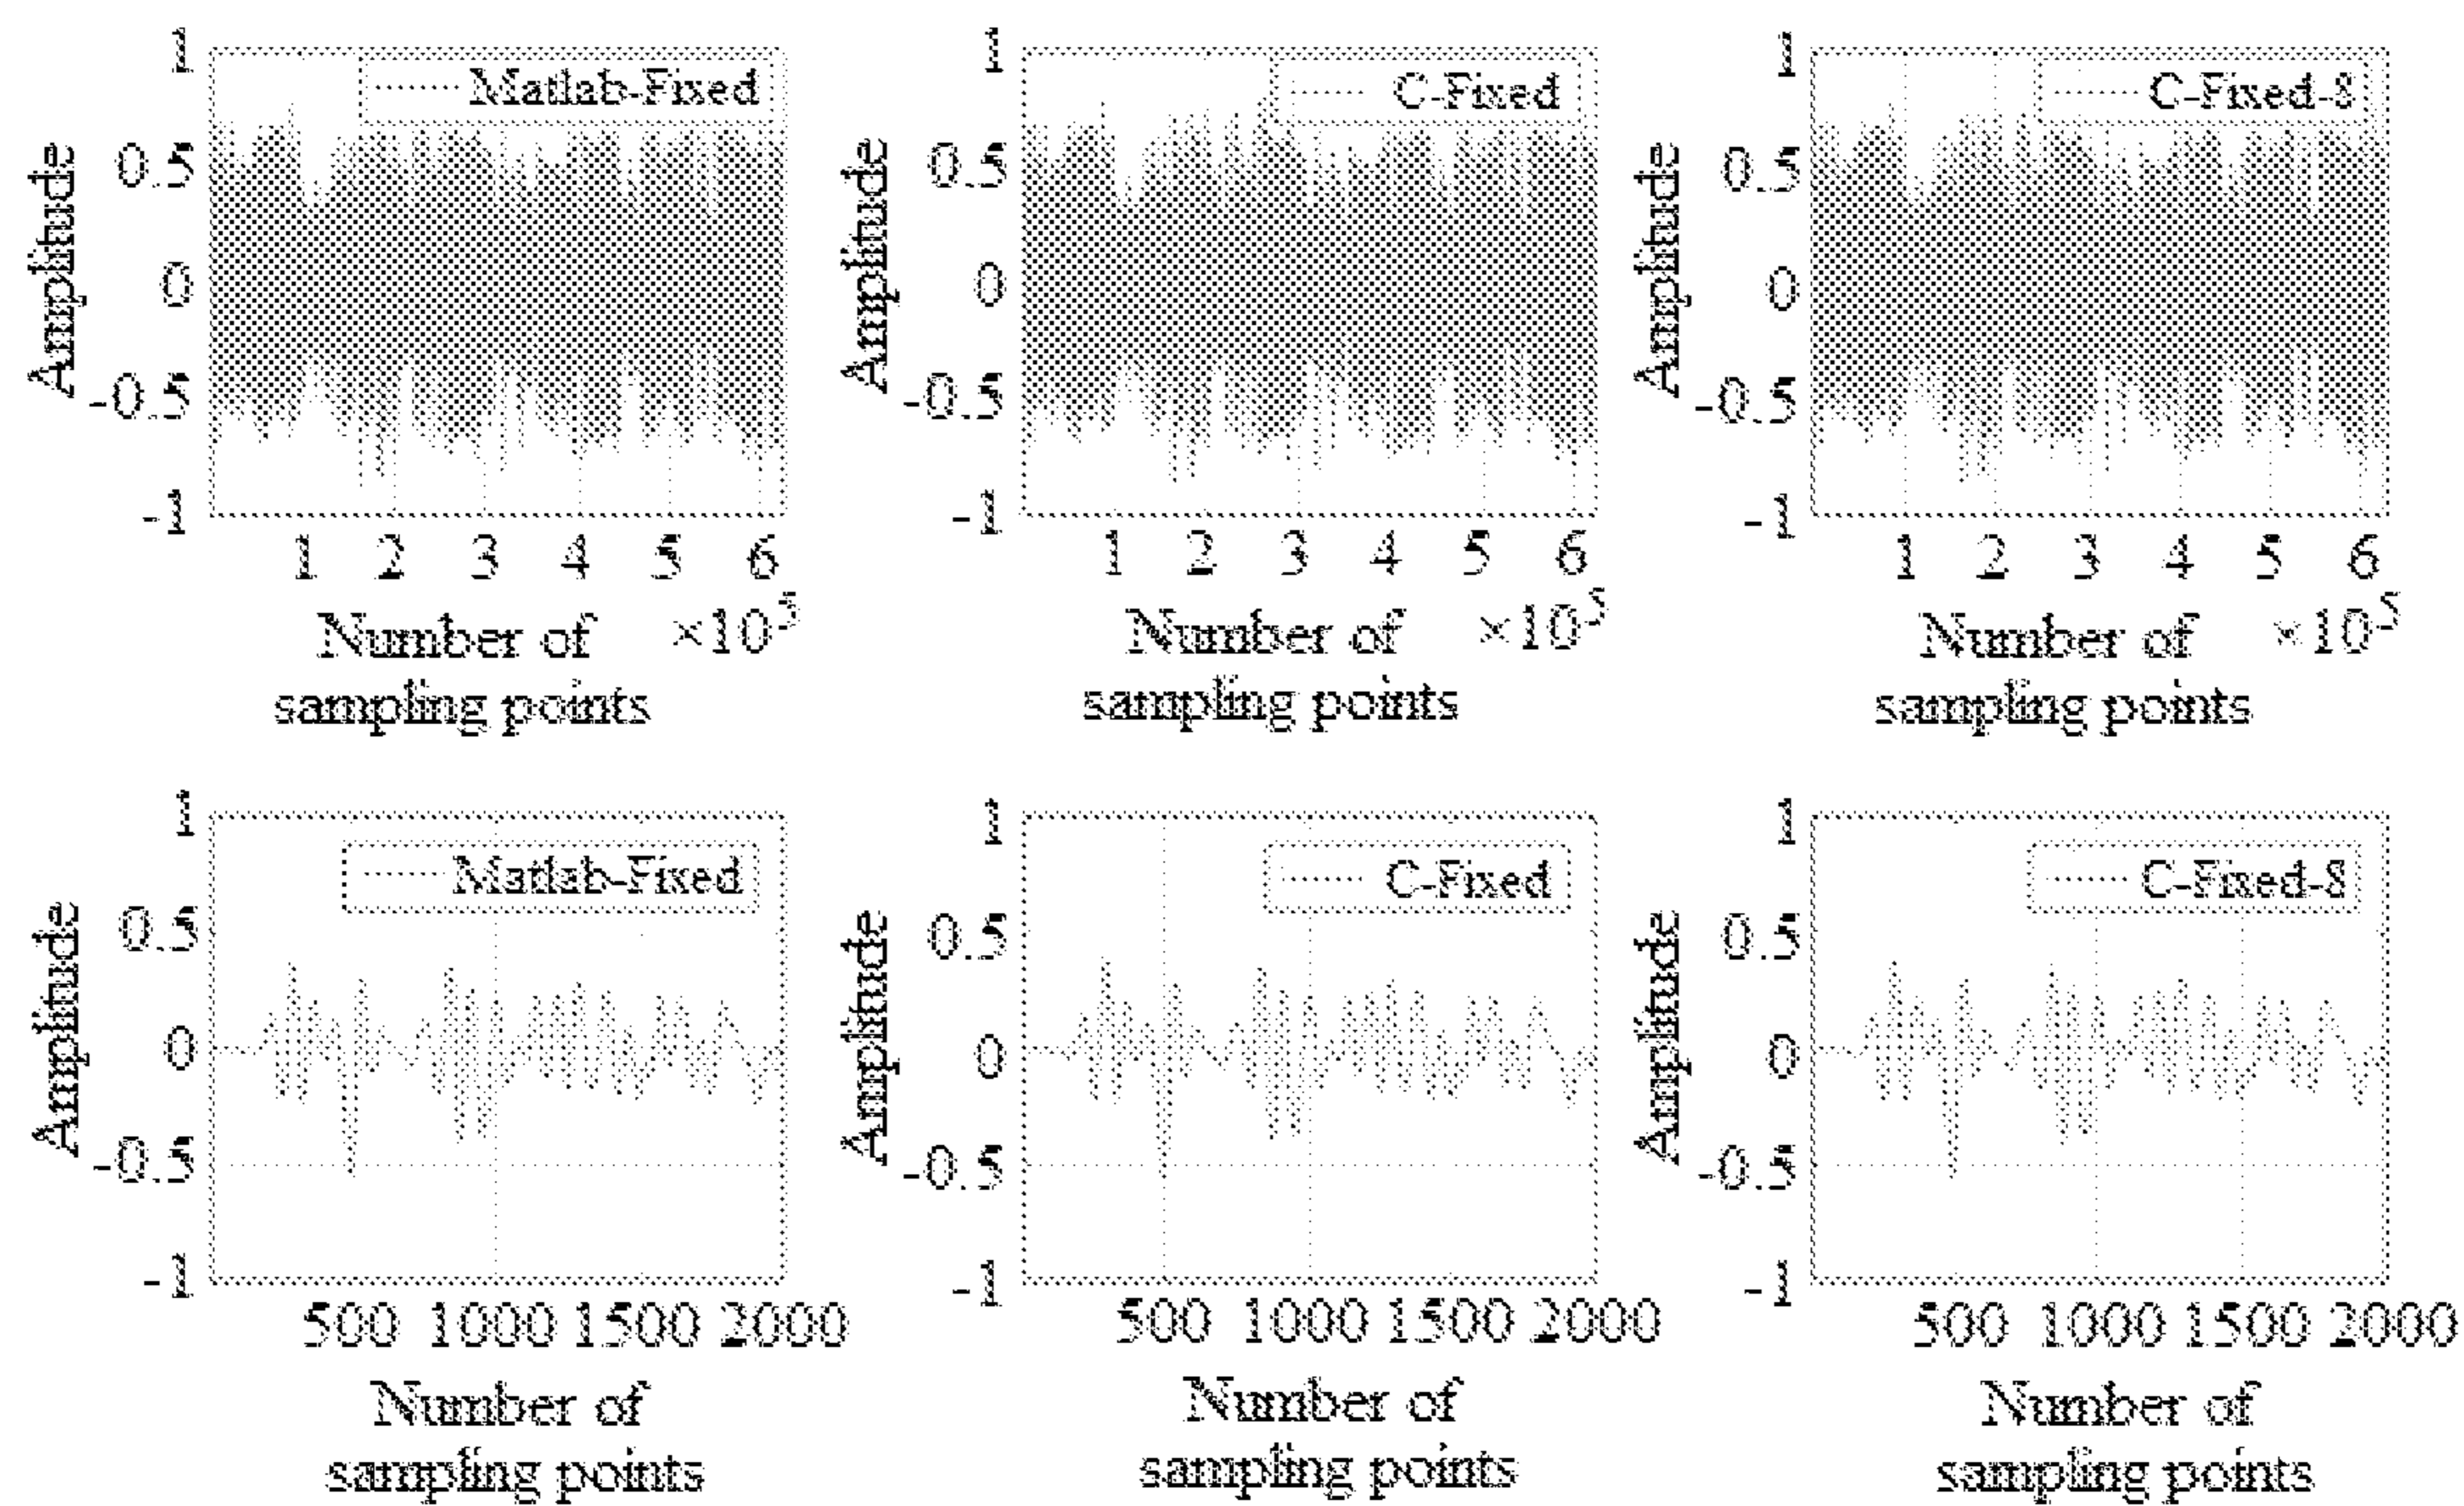 Matlab-Fixed
1
0.5
0
-0.5
-1
Amplitude
1 2 3 4 5 6
×10^5
Number of
sampling points
C-Fixed
1
0.5
0
-0.5
-1
Amplitude
1 2 3 4 5 6
×10^5
Number of
sampling points
C-Fixed-8
1
0.5
0
-0.5
-1
Amplitude
1 2 3 4 5 6
×10^5
Number of
sampling points
Matlab-Fixed
1
0.5
0
-0.5
-1
Amplitude
500 1000 1500 2000
Number of
sampling points
C-Fixed
1
0.5
0
-0.5
-1
Amplitude
500 1000 1500 2000
Number of
sampling points
C-Fixed-8
1
0.5
0
-0.5
-1
Amplitude
500 1000 1500 2000
Number of
sampling points